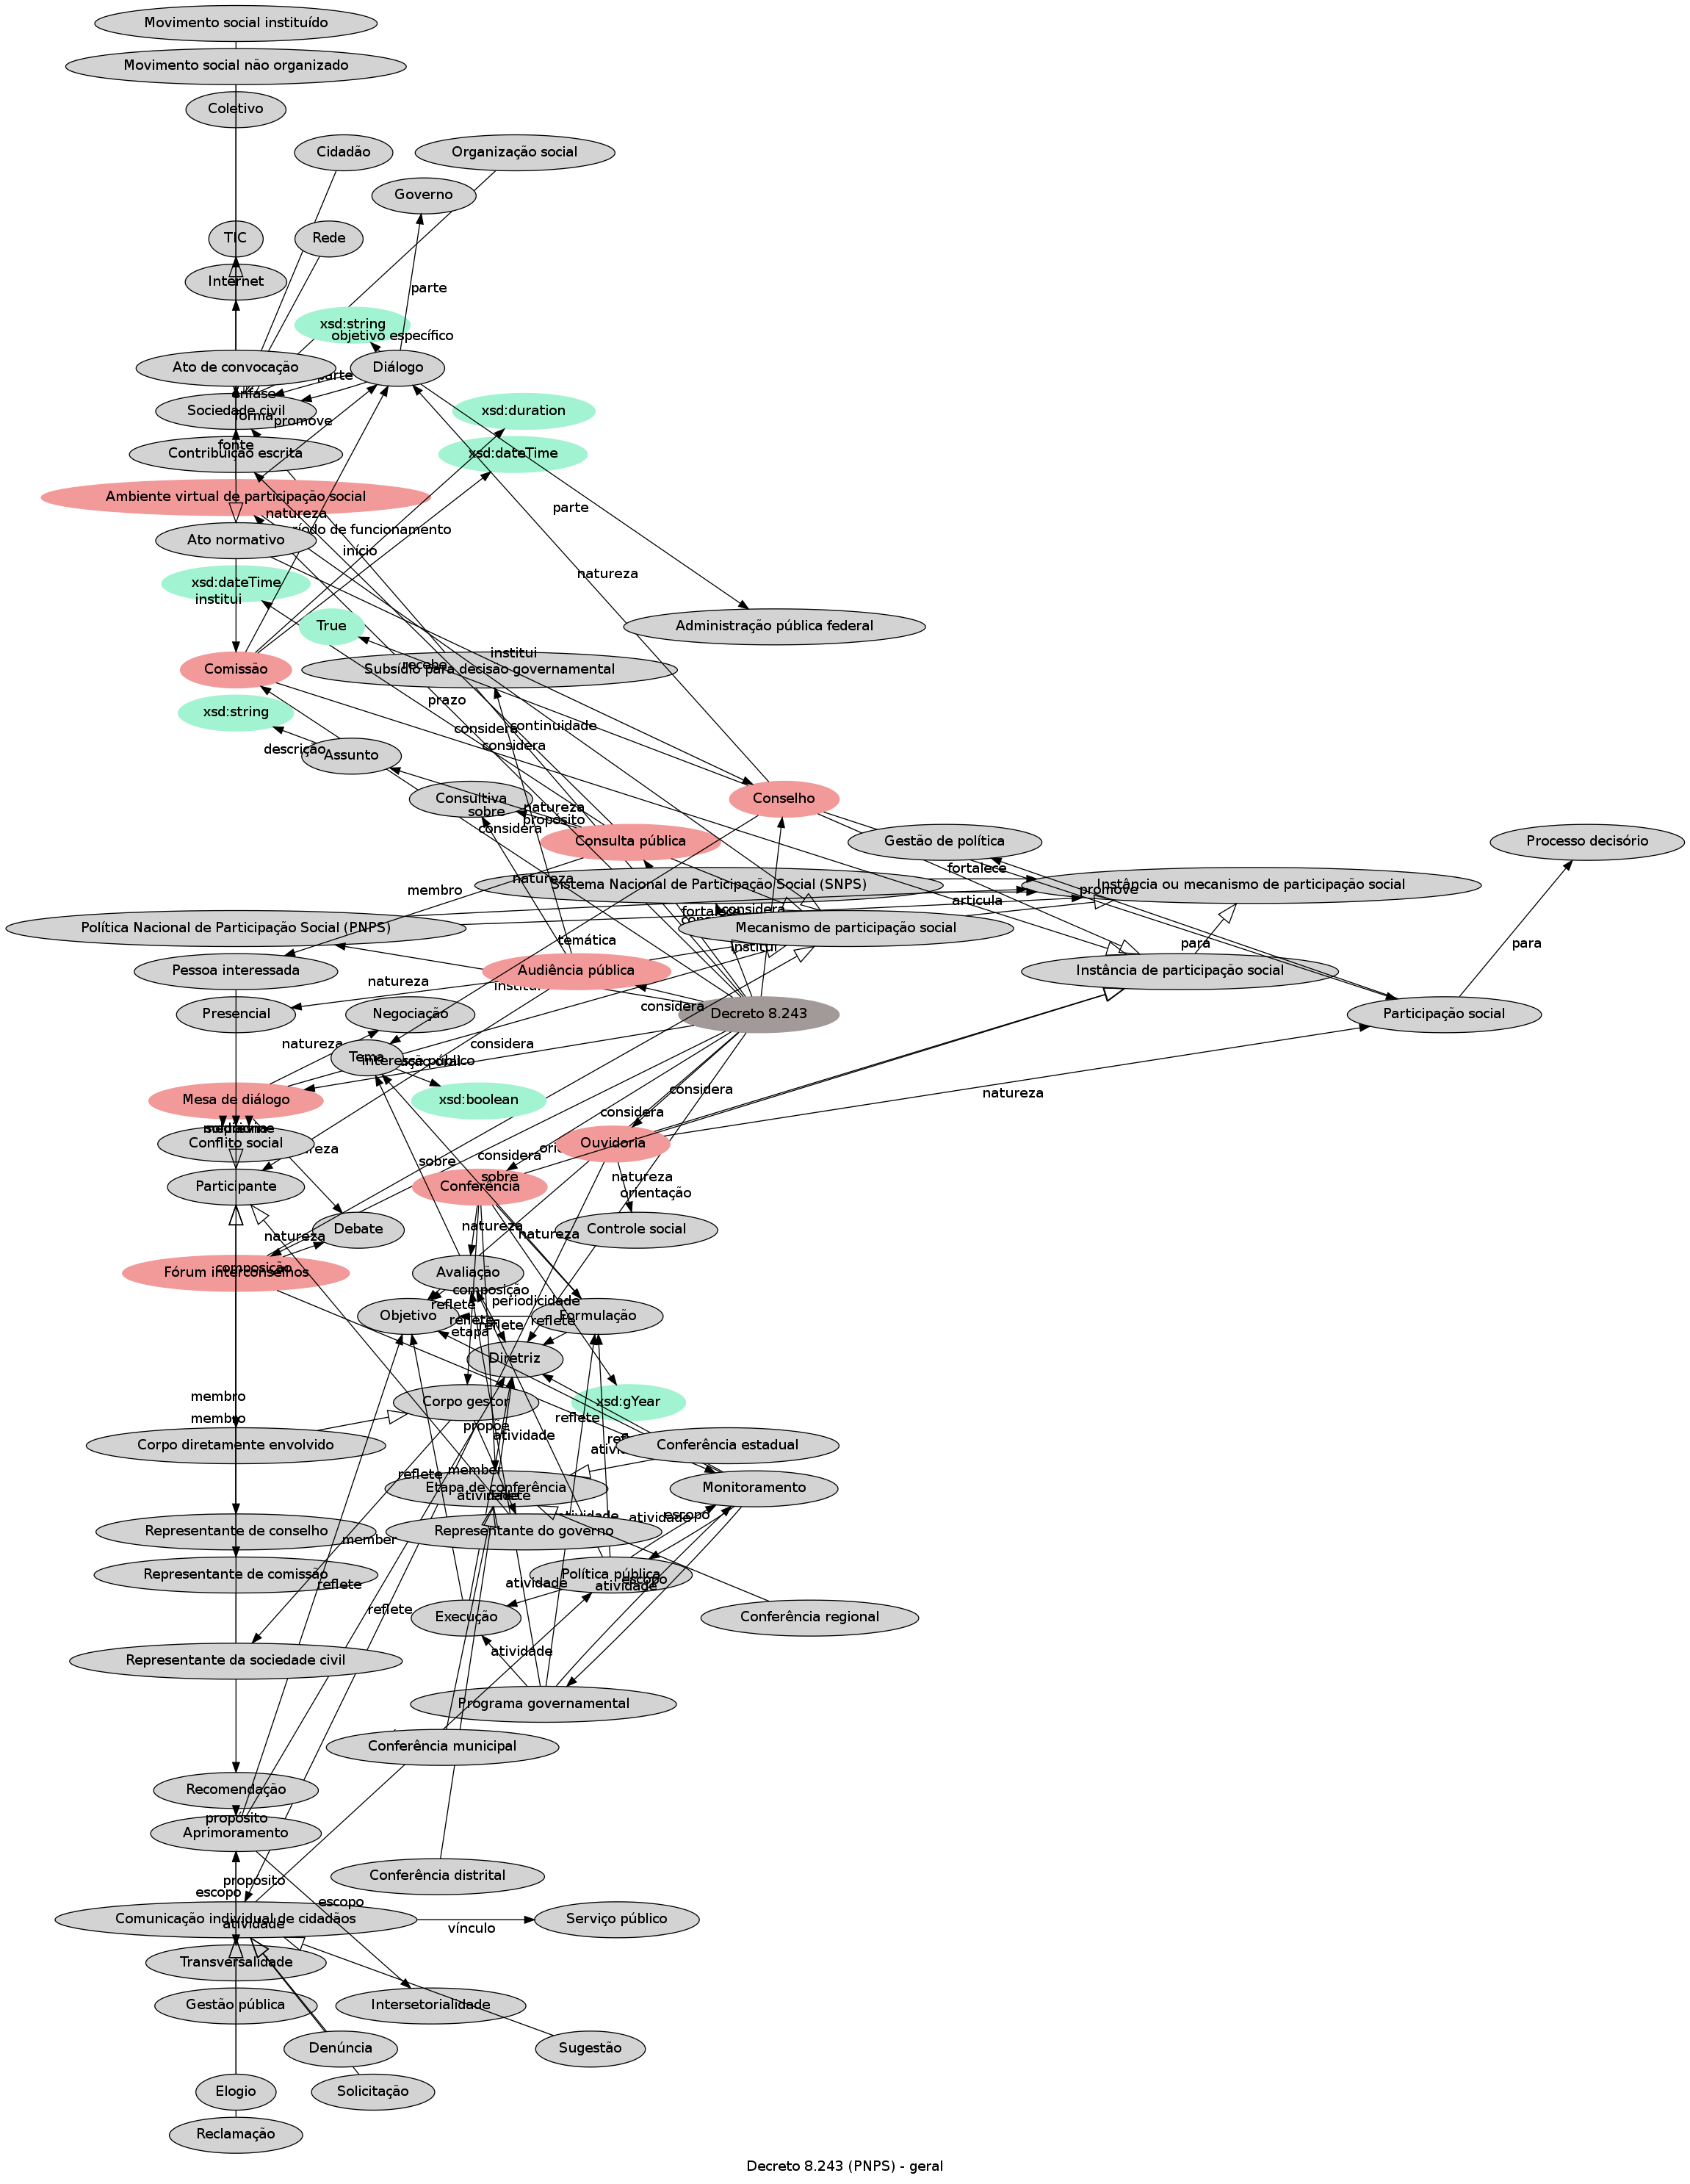 Movimento social instituído
Movimento social não organizado
Coletivo
Cidadão
Organização social
Governo
TIC
Rede
Internet
parte
xsd:string
objetivo específico
Ato de convocação
Diálogo
parte
ênfase
Sociedade civil
xsd:duration
forma
promove
fonte
Contribuição escrita
xsd:dateTime
Ambiente virtual de participação social
parte
natureza
período de funcionamento
Ato normativo
início
natureza
xsd:dateTime
institui
True
Administração pública federal
institui
Comissão
recebe
Subsídio para decisão governamental
prazo
xsd:string
considera
continuidade
considera
descrição
Assunto
Consultiva
Conselho
natureza
sobre
propósito
considera
Consulta pública
Gestão de política
Processo decisório
fortalece
natureza
Sistema Nacional de Participação Social (SNPS)
Instância ou mecanismo de participação social
membro
promove
articula
fortalece
considera
Política Nacional de Participação Social (PNPS)
Mecanismo de participação social
temática
institui
para
para
Pessoa interessada
Audiência pública
Instância de participação social
natureza
institui
considera
Presencial
Negociação
Decreto 8.243
Participação social
natureza
considera
Tema
considera
natureza
Mesa de diálogo
xsd:boolean
considera
Conflito social
Ouvidoria
considera
sobre
sobre
natureza
Participante
Conferência
orientação
Debate
natureza
natureza
natureza
Controle social
composição
Fórum interconselhos
Avaliação
composição
periodicidade
reflete
Objetivo
reflete
Formulação
reflete
etapa
reflete
Diretriz
membro
Corpo gestor
xsd:gYear
reflete
membro
propõe
atividade
Corpo diretamente envolvido
Conferência estadual
reflete
member
Etapa de conferência
Monitoramento
atividade
escopo
atividade
atividade
Representante de conselho
Representante do governo
member
Representante de comissão
Política pública
escopo
reflete
atividade
atividade
reflete
Execução
Conferência regional
Representante da sociedade civil
atividade
Programa governamental
Conferência municipal
Recomendação
propósito
Aprimoramento
Conferência distrital
propósito
escopo
escopo
Comunicação individual de cidadãos
Serviço público
atividade
vínculo
Transversalidade
Gestão pública
Intersetorialidade
Denúncia
Sugestão
Elogio
Solicitação
Reclamação
Decreto 8.243 (PNPS) - geral